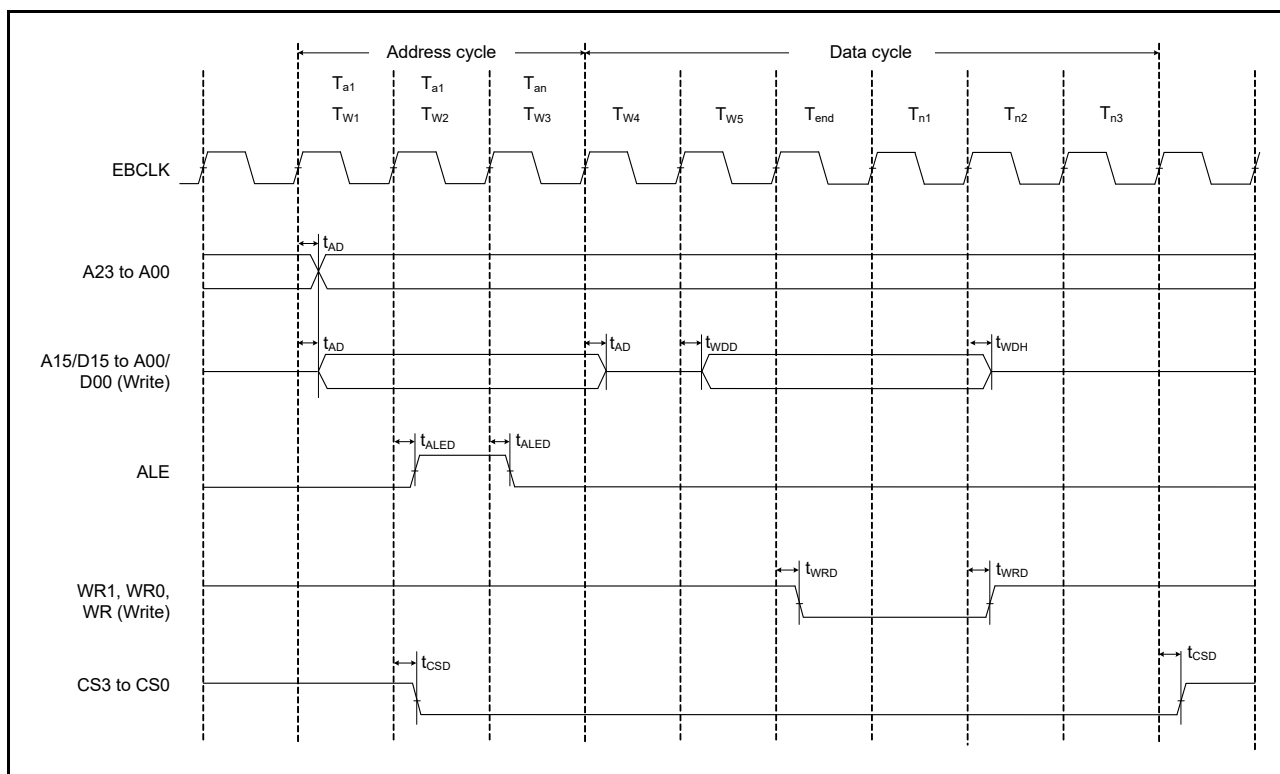 Address cycle Data cycle
Ta1 Ta1 Tan
TW1 TW2 TW3 TW4 TW5 Tend Tn1 Tn2 Tn3
EBCLK
tAD
A23 to A00
tAD tAD tWDD tWDH
A15/D15 to A00/
D00 (Write)
tALED tALED
ALE
tWRD tWRD
WR1, WR0,
WR (Write)
tCSD tCSD
CS3 to CS0